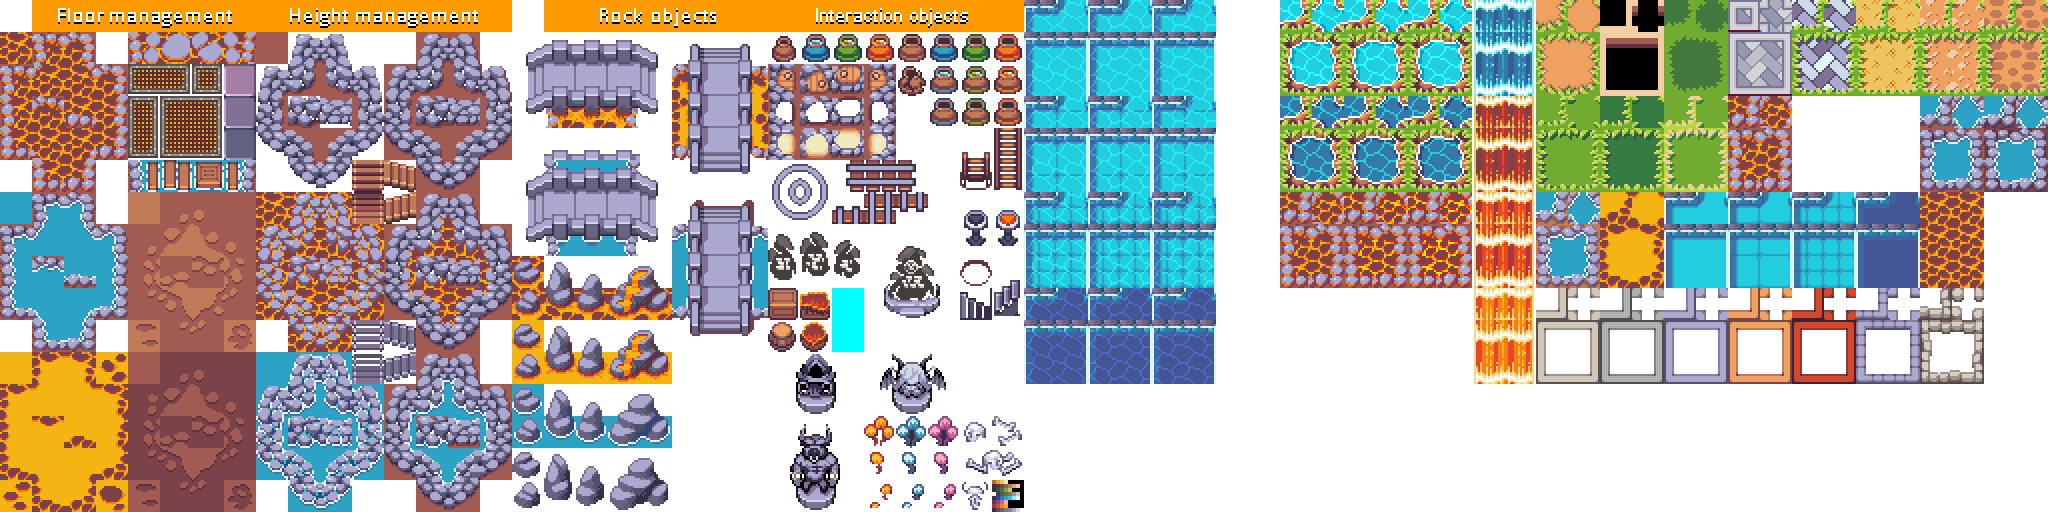 Floor management
Height management
Rock objects
Interaction objects